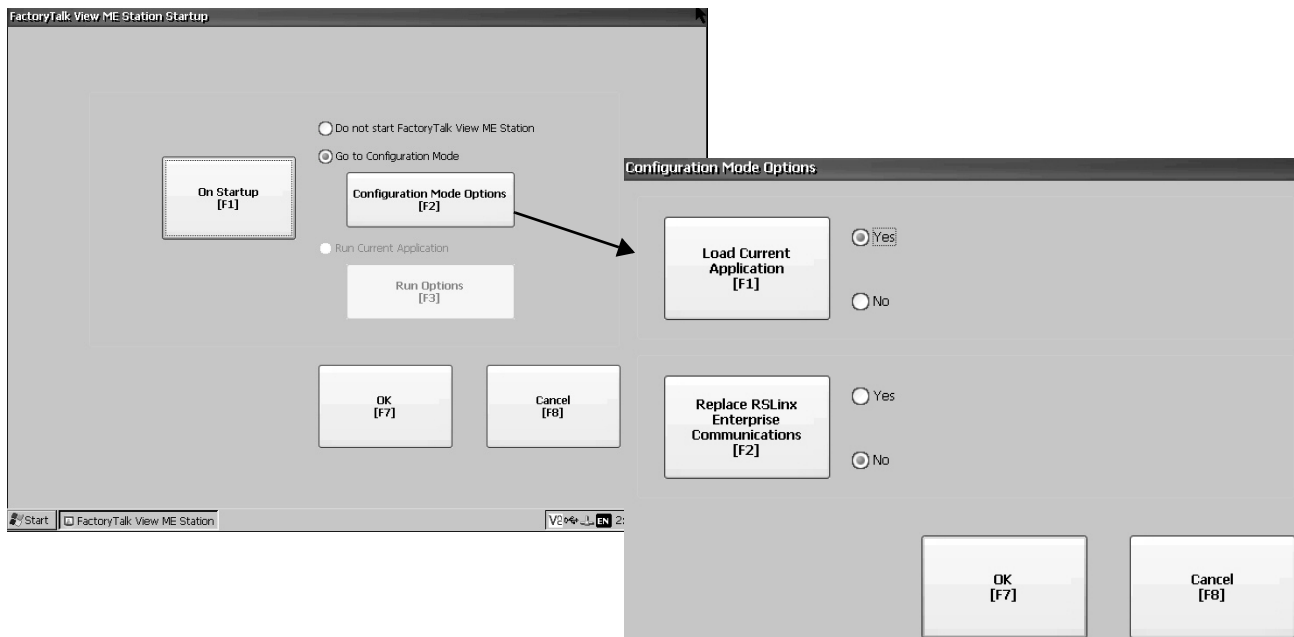 FactoryTalk View ME Station Startup
Do not start FactoryTalk View ME Station
Go to Configuration Mode
On Startup
[F1]
Configuration Mode Options
[F2]
Run Current Application
Run Options
[F3]
OK
[F7]
Cancel
[F8]
Start
FactoryTalk View ME Station
EN
2:
Configuration Mode Options
Load Current
Application
[F1]
Yes
No
Replace RSLinx
Enterprise
Communications
[F2]
Yes
No
OK
[F7]
Cancel
[F8]